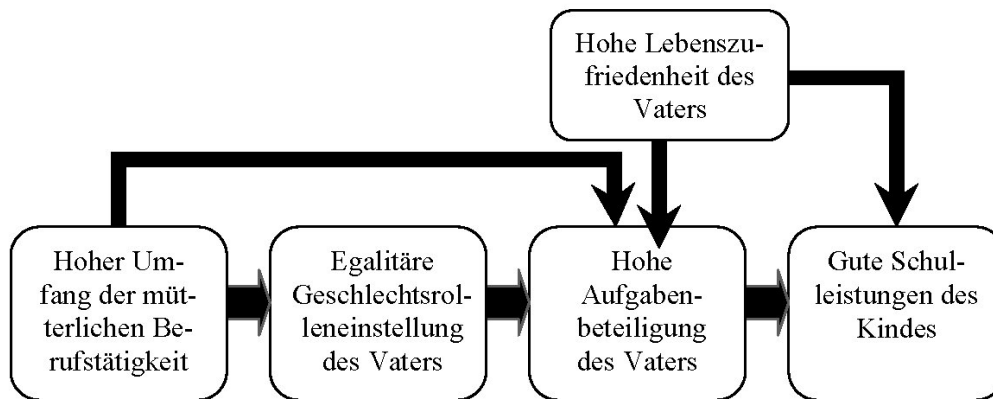 Hohe Lebenszu-
friedenheit des
Vaters
Hoher Um-
fang der müt-
terlichen Be-
rufstätigkeit
Egalitäre
Geschlechtsrol-
leneinstellung
des Vaters
Hohe
Aufgaben-
beteiligung
des Vaters
Gute Schul-
leistungen des
Kindes